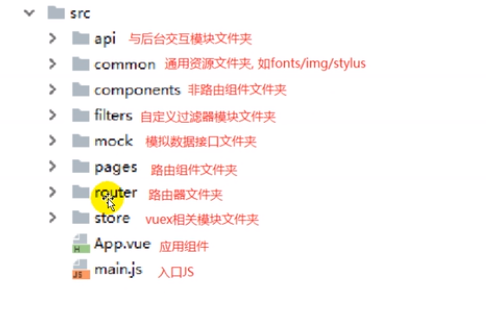 src
api 与后台交互模块文件夹
common 通用资源文件夹, 如fonts/img/stylus
components 非路由组件文件夹
filters 自定义过滤器模块文件夹
mock 模拟数据接口文件夹
pages 路由组件文件夹
router 路由器文件夹
store vuex相关模块文件夹
H App.vue 应用组件
JS main.js 入口JS